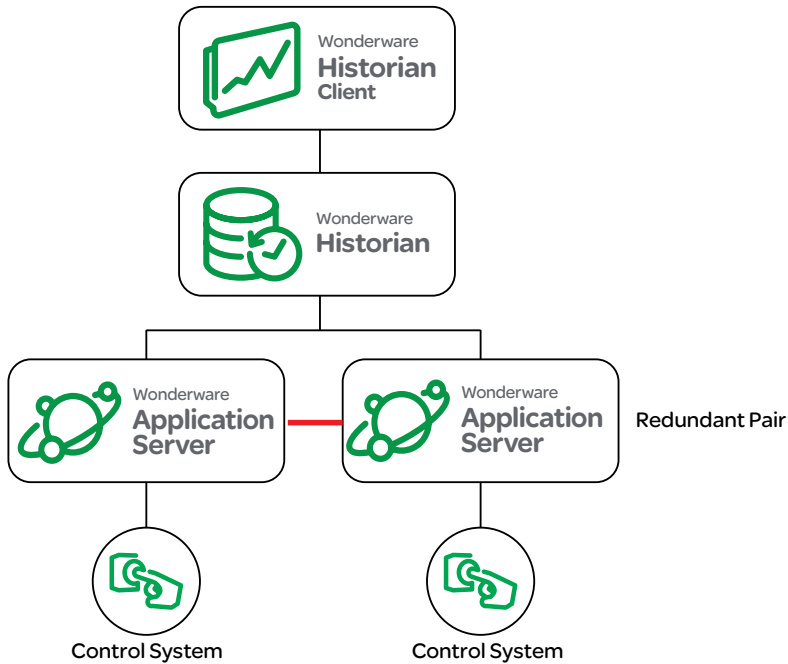 Wonderware
Historian
Client
Wonderware
Historian
Wonderware
Application
Server
Wonderware
Application
Server
Redundant Pair
Control System
Control System